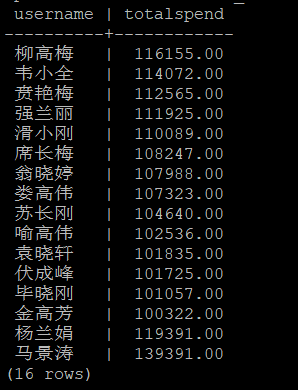 username | totalspend
----------+------------
柳高梅 | 116155.00
韦小全 | 114072.00
贲艳梅 | 112565.00
强兰丽 | 111925.00
滑小刚 | 110089.00
席长梅 | 108247.00
翁晓婷 | 107988.00
娄高伟 | 107323.00
苏长刚 | 104640.00
喻高伟 | 102536.00
袁晓轩 | 101835.00
伏成峰 | 101725.00
毕晓刚 | 101057.00
金高芳 | 100322.00
杨兰娟 | 119391.00
马景涛 | 139391.00
(16 rows)